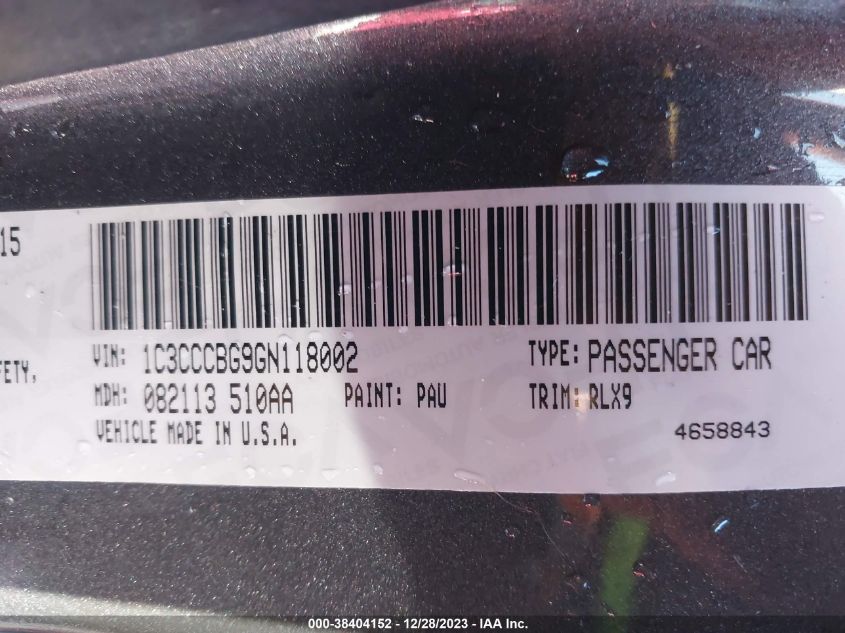 15
FETY,
VIN: 1C3CCCBG9GN118002 TYPE: PASSENGER CAR
MDH: 082113 510AA PAINT: PAU TRIM: RLX9
VEHICLE MADE IN U.S.A. 4658843
000-38404152 - 12/28/2023 - IAA Inc.